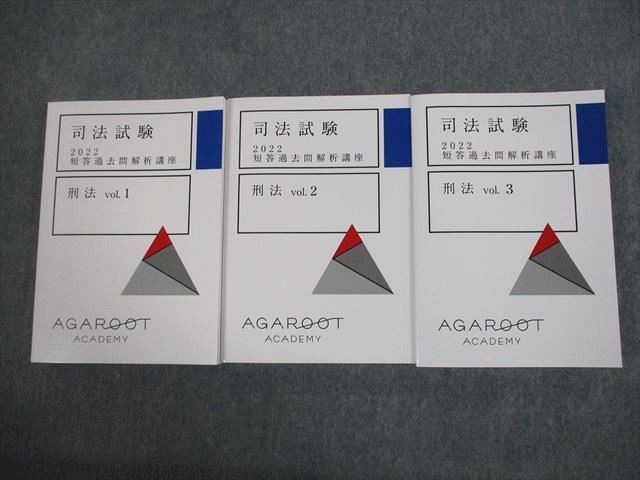 司法試験
2022
短答過去問解析講座
刑法 vol. 1
AGAROOT
ACADEMY
司法試験
2022
短答過去問解析講座
刑法 vol. 2
AGAROOT
ACADEMY
司法試験
2022
短答過去問解析講座
刑法 vol. 3
AGAROOT
ACADEMY